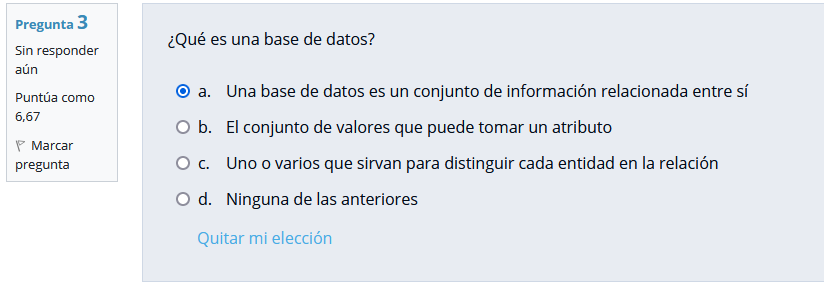 Pregunta 3
Sin responder
aún
Puntúa como
6,67
Marcar
pregunta
¿Qué es una base de datos?
a. Una base de datos es un conjunto de información relacionada entre sí
b. El conjunto de valores que puede tomar un atributo
c. Uno o varios que sirvan para distinguir cada entidad en la relación
d. Ninguna de las anteriores
Quitar mi elección